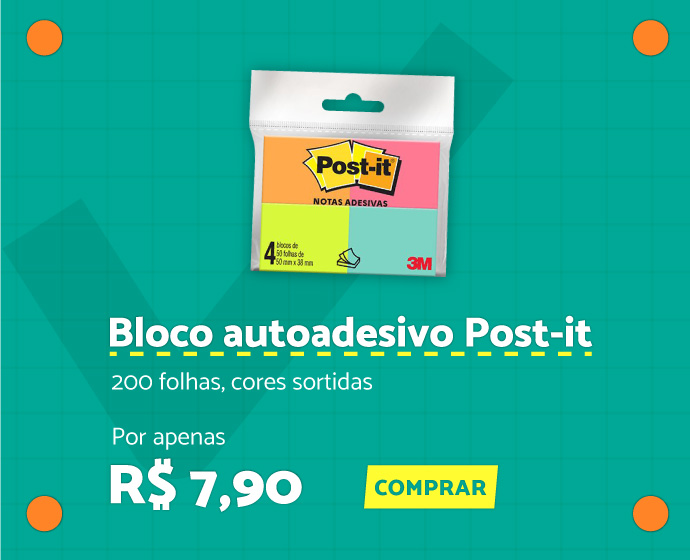 Post-it
NOTAS ADESIVAS
4 blocos de
50 folhas de
50 mm x 38 mm
3M
Bloco autoadesivo Post-it
200 folhas, cores sortidas
Por apenas
R$ 7,90
COMPRAR